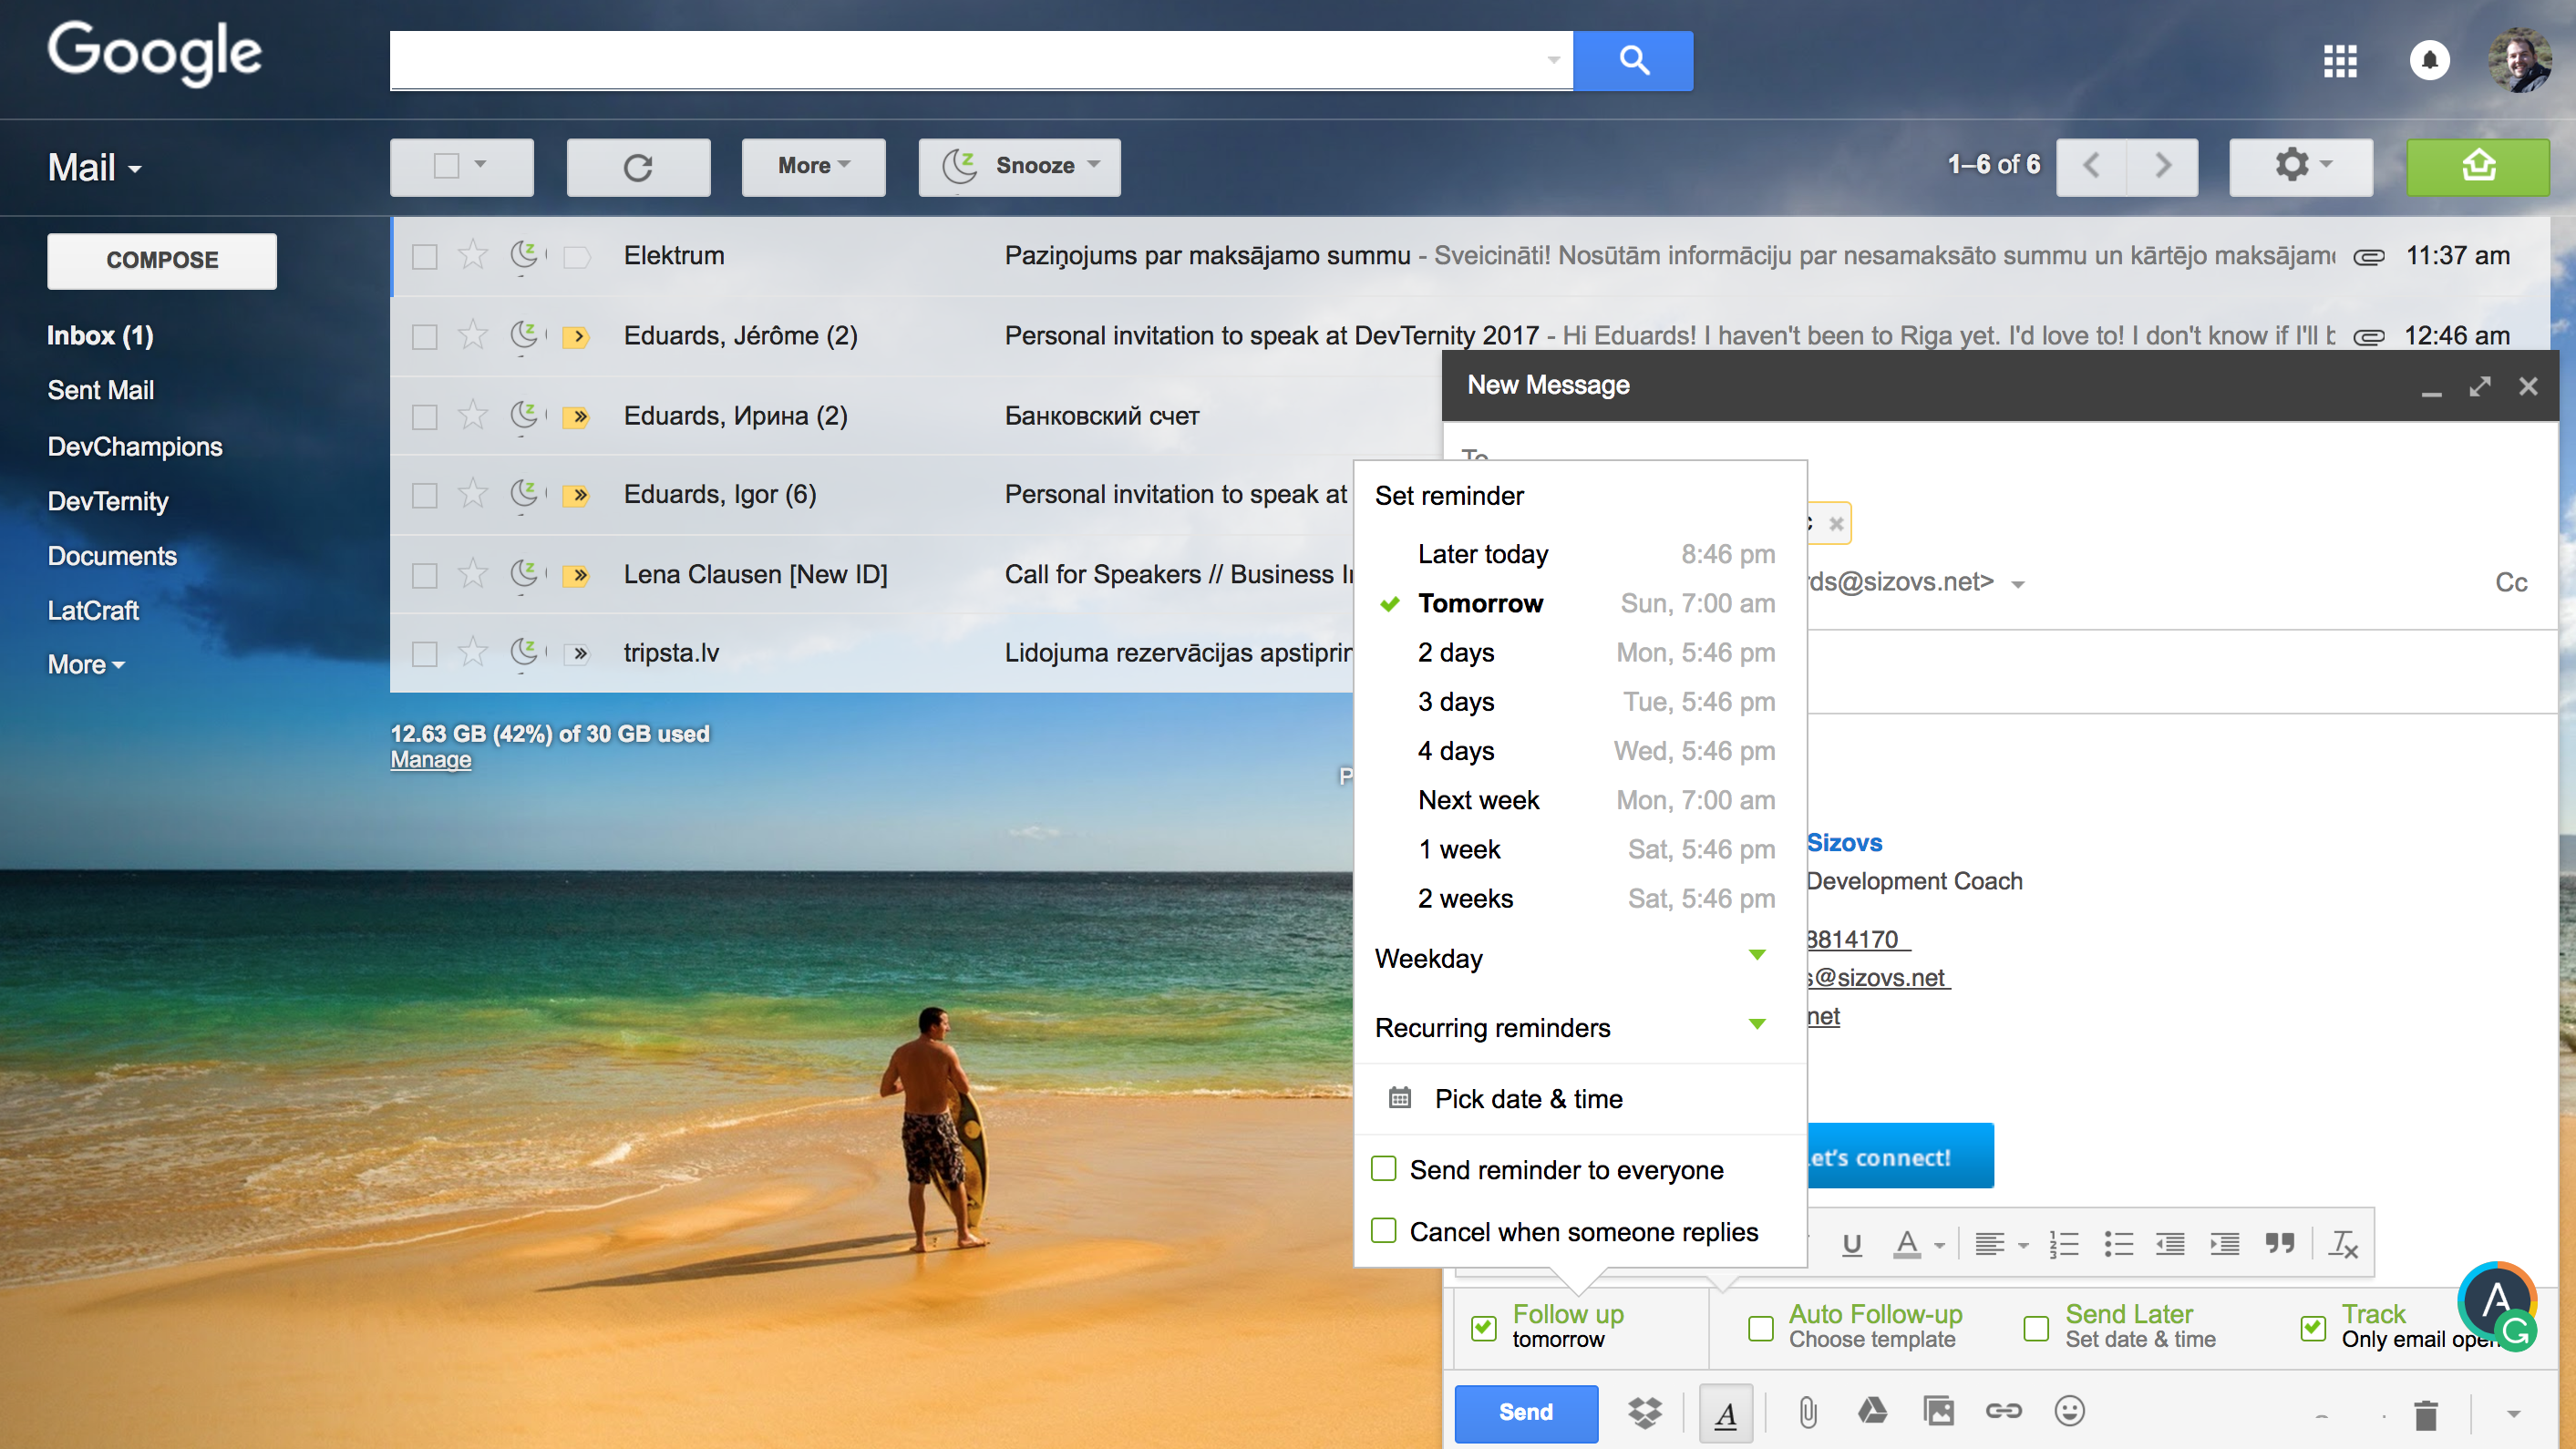 Google
Mail
More
z Snooze
1–6 of 6
COMPOSE
Inbox (1)
Sent Mail
DevChampions
DevTernity
Documents
LatCraft
More
Elektrum Paziņojums par maksājamo summu - Sveicināti! Nosūtām informāciju par nesamaksāto summu un kārtējo 11:37 am
Eduards, Jérôme (2) Personal invitation to speak at DevTernity 2017 - Hi Eduards! I haven't been to Riga yet. I'd love to! I don't know if I'll 12:46 am
Eduards, Ирина (2) Банковский счет
Eduards, Igor (6) Personal invitation to speak at
Lena Clausen [New ID] Call for Speakers // Business
tripsta.lv Lidojuma rezervācijas
12.63 GB (42%) of 30 GB used
Manage
New Message
To
rds@sizovs.net> Cc
Sizovs
Development Coach
8814170
s@sizovs.net
net
Let's connect!
Set reminder
Later today 8:46 pm
Tomorrow Sun, 7:00 am
2 days Mon, 5:46 pm
3 days Tue, 5:46 pm
4 days Wed, 5:46 pm
Next week Mon, 7:00 am
1 week Sat, 5:46 pm
2 weeks Sat, 5:46 pm
Weekday
Recurring reminders
Pick date & time
Send reminder to everyone
Cancel when someone replies
Follow up
tomorrow
Auto Follow-up
Choose template
Send Later
Set date & time
Track
Only email
Send